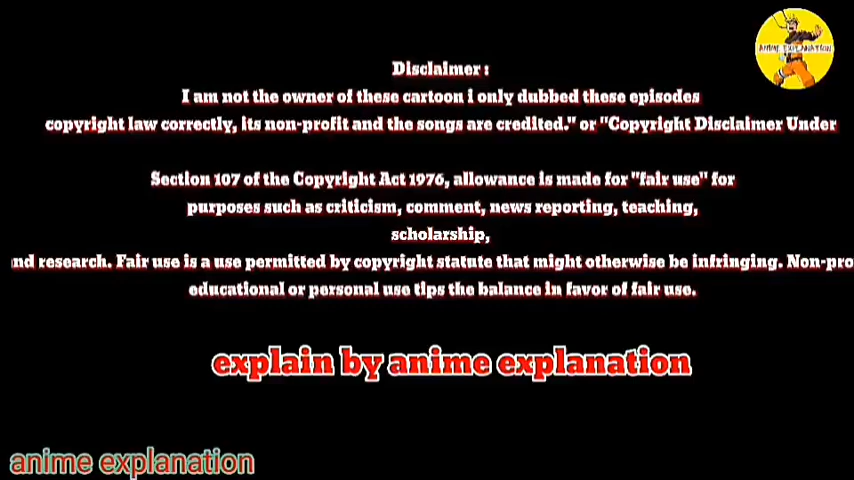 ANIME EXPLANATION
Disclaimer :
I am not the owner of these cartoon i only dubbed these episodes
copyright law correctly, its non-profit and the songs are credited." or "Copyright Disclaimer Under
Section 107 of the Copyright Act 1976, allowance is made for "fair use" for
purposes such as criticism, comment, news reporting, teaching,
scholarship,
nd research. Fair use is a use permitted by copyright statute that might otherwise be infringing. Non-pro
educational or personal use tips the balance in favor of fair use.
explain by anime explanation
anime explanation